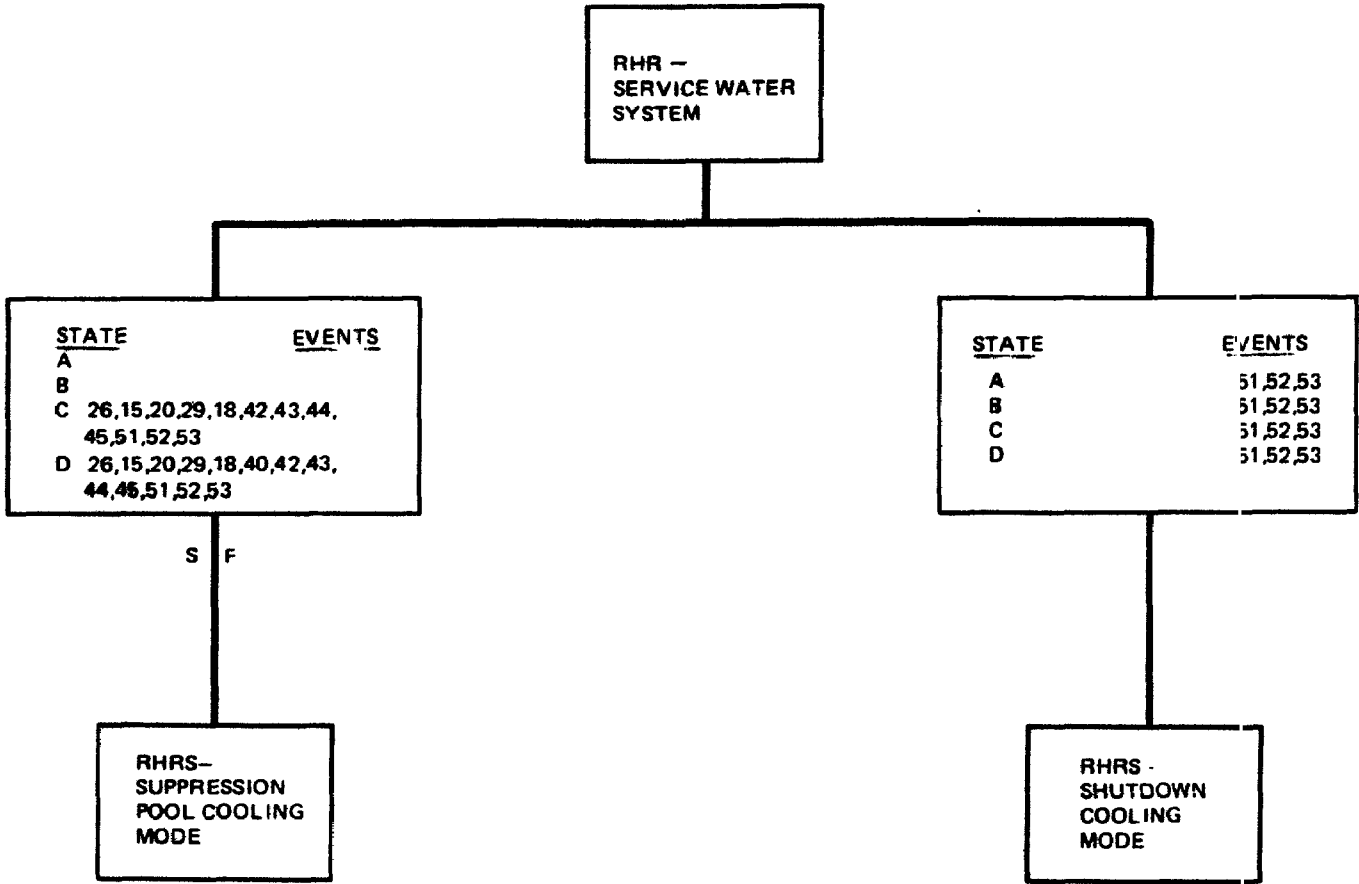 RHR —
SERVICE WATER
SYSTEM
STATE EVENTS
A
B
C 26,15,20,29,18,42,43,44,
45,51,52,53
D 26,15,20,29,18,40,42,43,
44,45,51,52,53
S F
RHRS—
SUPPRESSION
POOL COOLING
MODE
STATE EVENTS
A 51,52,53
B 51,52,53
C 51,52,53
D 51,52,53
RHRS -
SHUTDOWN
COOLING
MODE